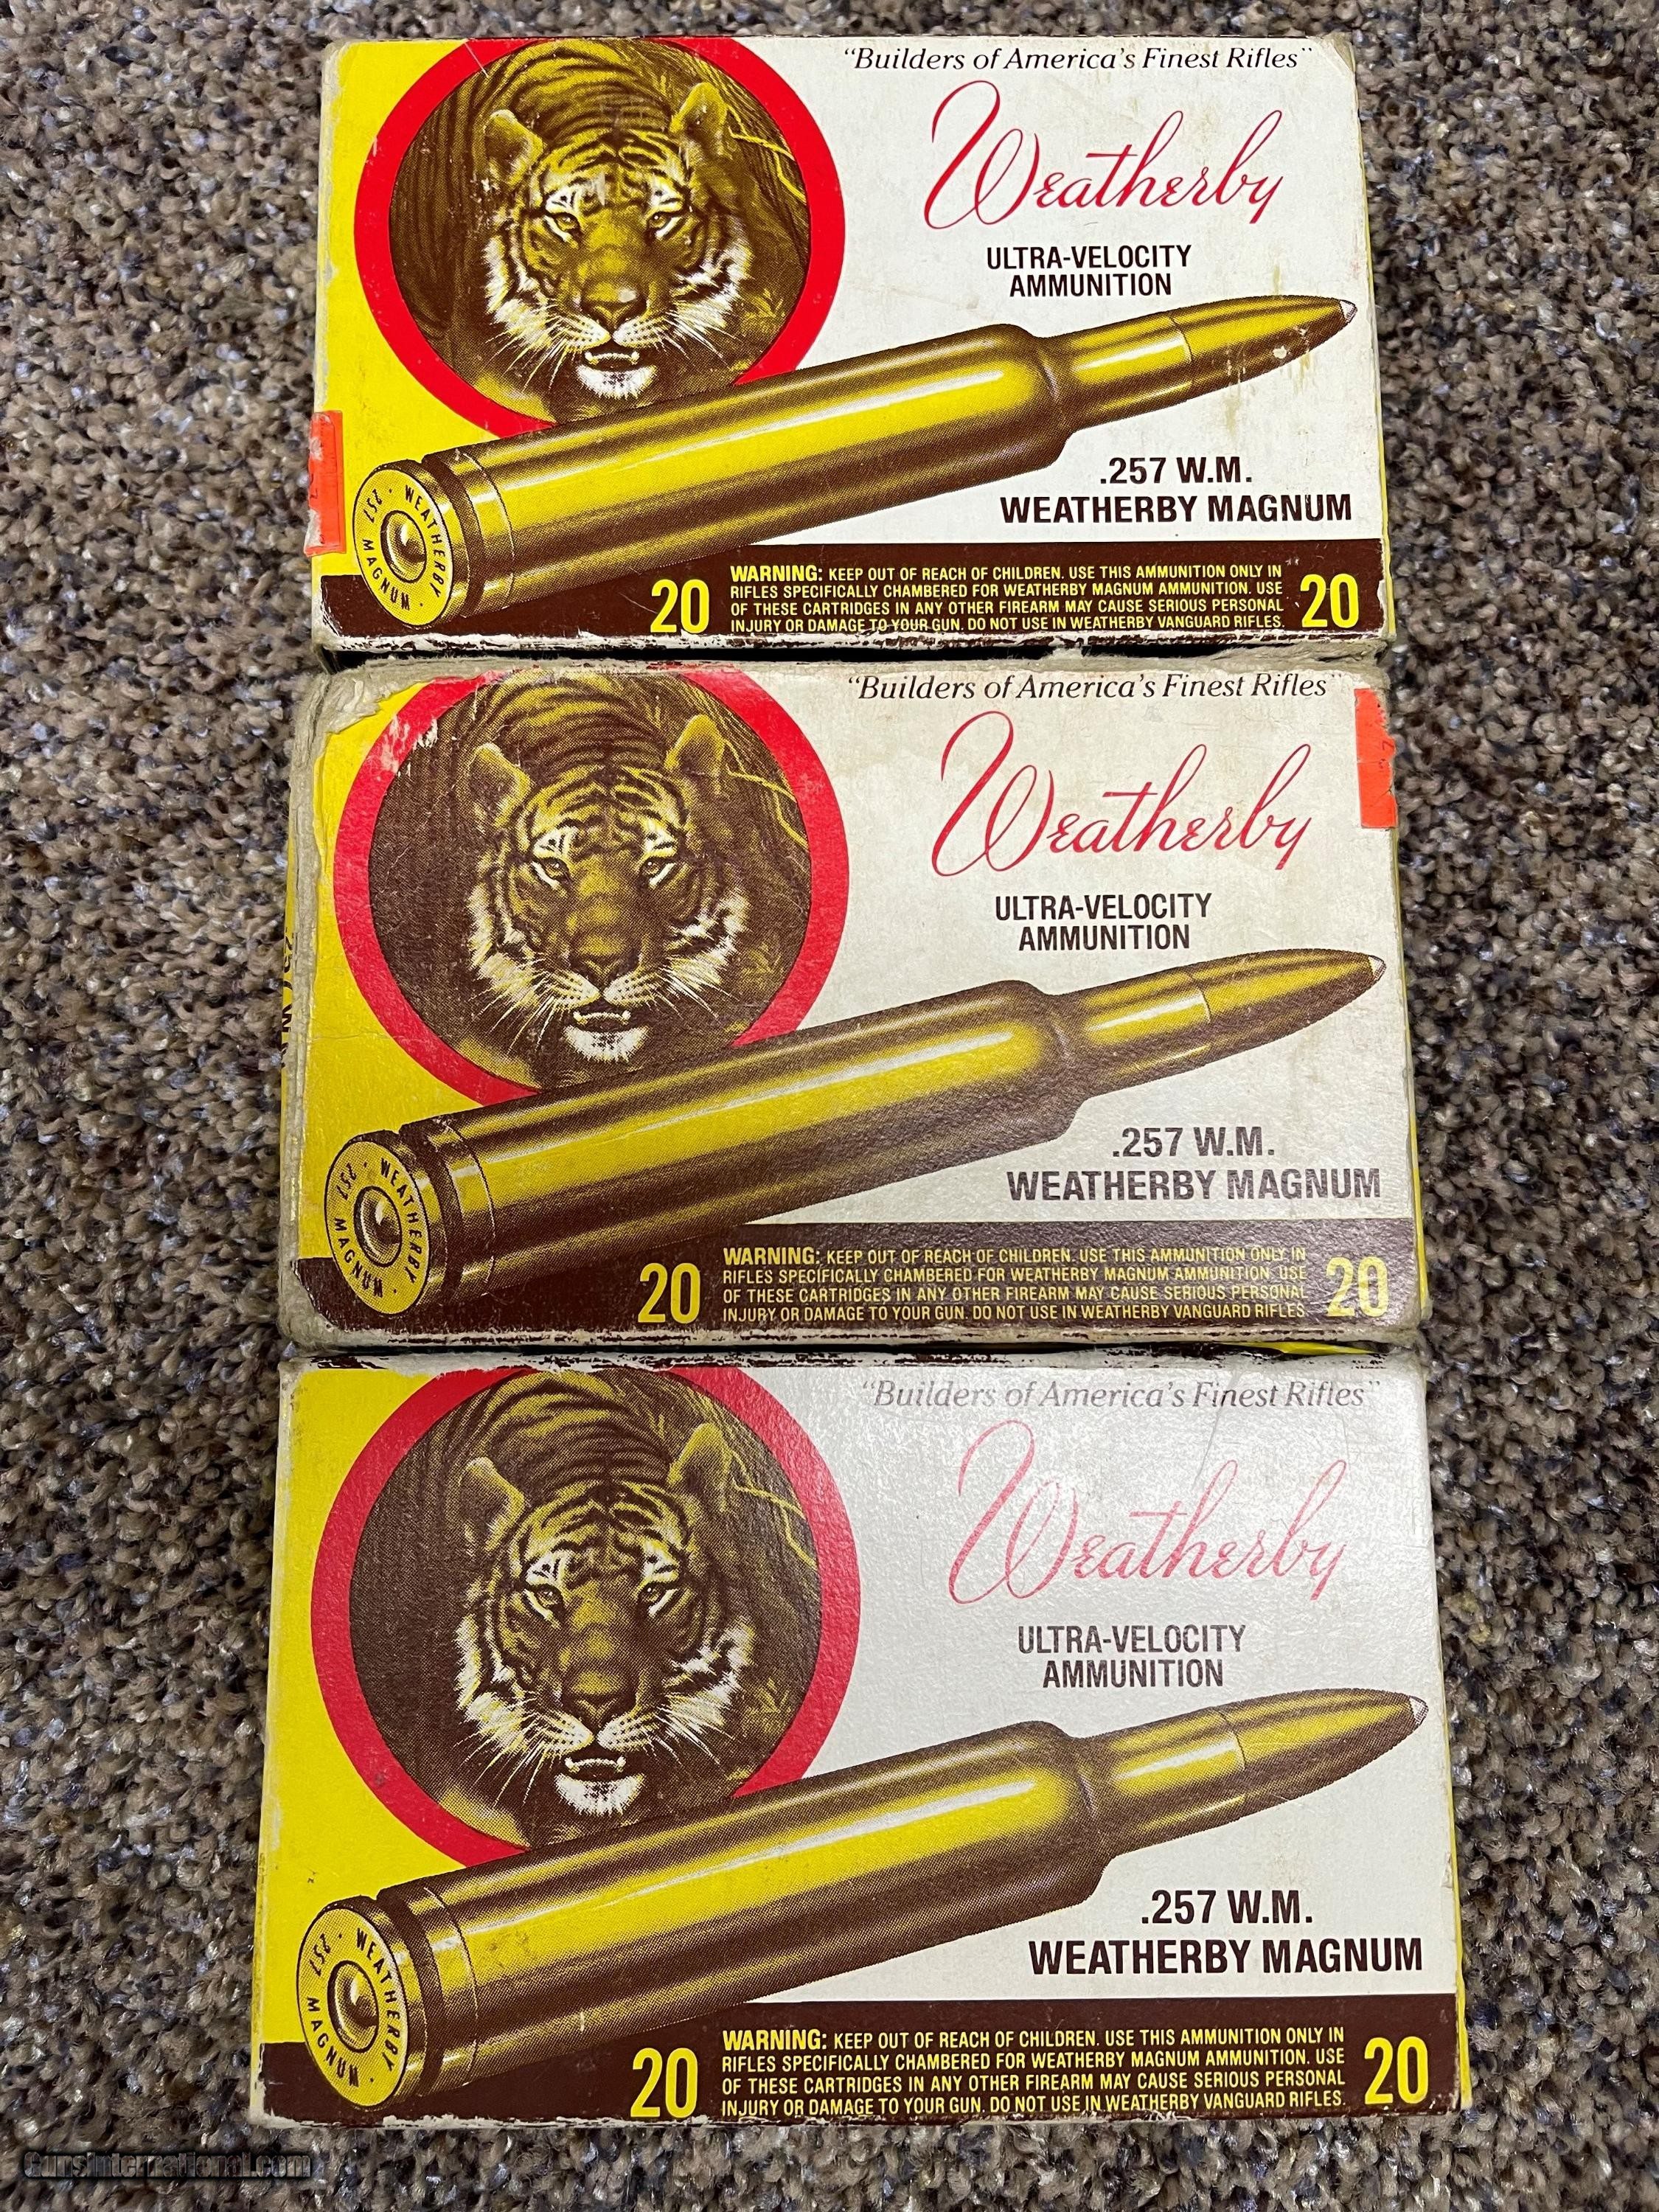 "Builders of America's Finest Rifles"
Weatherby
ULTRA-VELOCITY
AMMUNITION
.257 W.M.
WEATHERBY MAGNUM
· WEATHERBY · 257 MAGNUM
20
WARNING: KEEP OUT OF REACH OF CHILDREN. USE THIS AMMUNITION ONLY IN
RIFLES SPECIFICALLY CHAMBERED FOR WEATHERBY MAGNUM AMMUNITION. USE
OF THESE CARTRIDGES IN ANY OTHER FIREARM MAY CAUSE SERIOUS PERSONAL
INJURY OR DAMAGE TO YOUR GUN. DO NOT USE IN WEATHERBY VANGUARD RIFLES.
20
"Builders of America's Finest Rifles"
Weatherby
ULTRA-VELOCITY
AMMUNITION
.257 W.M.
WEATHERBY MAGNUM
· WEATHERBY · 257 MAGNUM
20
WARNING: KEEP OUT OF REACH OF CHILDREN. USE THIS AMMUNITION ONLY IN
RIFLES SPECIFICALLY CHAMBERED FOR WEATHERBY MAGNUM AMMUNITION. USE
OF THESE CARTRIDGES IN ANY OTHER FIREARM MAY CAUSE SERIOUS PERSONAL
INJURY OR DAMAGE TO YOUR GUN. DO NOT USE IN WEATHERBY VANGUARD RIFLES
20
"Builders of America's Finest Rifles"
Weatherby
ULTRA-VELOCITY
AMMUNITION
.257 W.M.
WEATHERBY MAGNUM
· WEATHERBY · 257 MAGNUM
20
WARNING: KEEP OUT OF REACH OF CHILDREN. USE THIS AMMUNITION ONLY IN
RIFLES SPECIFICALLY CHAMBERED FOR WEATHERBY MAGNUM AMMUNITION. USE
OF THESE CARTRIDGES IN ANY OTHER FIREARM MAY CAUSE SERIOUS PERSONAL
INJURY OR DAMAGE TO YOUR GUN. DO NOT USE IN WEATHERBY VANGUARD RIFLES.
20
GunsInternational.com